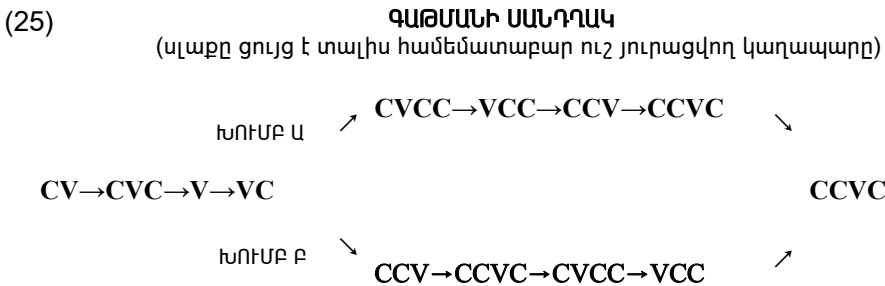 (25) ԳԱԹՄԱՆԻ ՍԱՆԴՂԱԿ
(սլաքը ցույց է տալիս համեմատաբար ուշ յուրացվող կաղապարը)
CVCC→VCC→CCV→CCVC
ԽՈՒՄԲ Ա ↗ ↘
CV→CVC→V→VC CCVC
ԽՈՒՄԲ Բ ↘ ↗
CCV→CCVC→CVCC→VCC